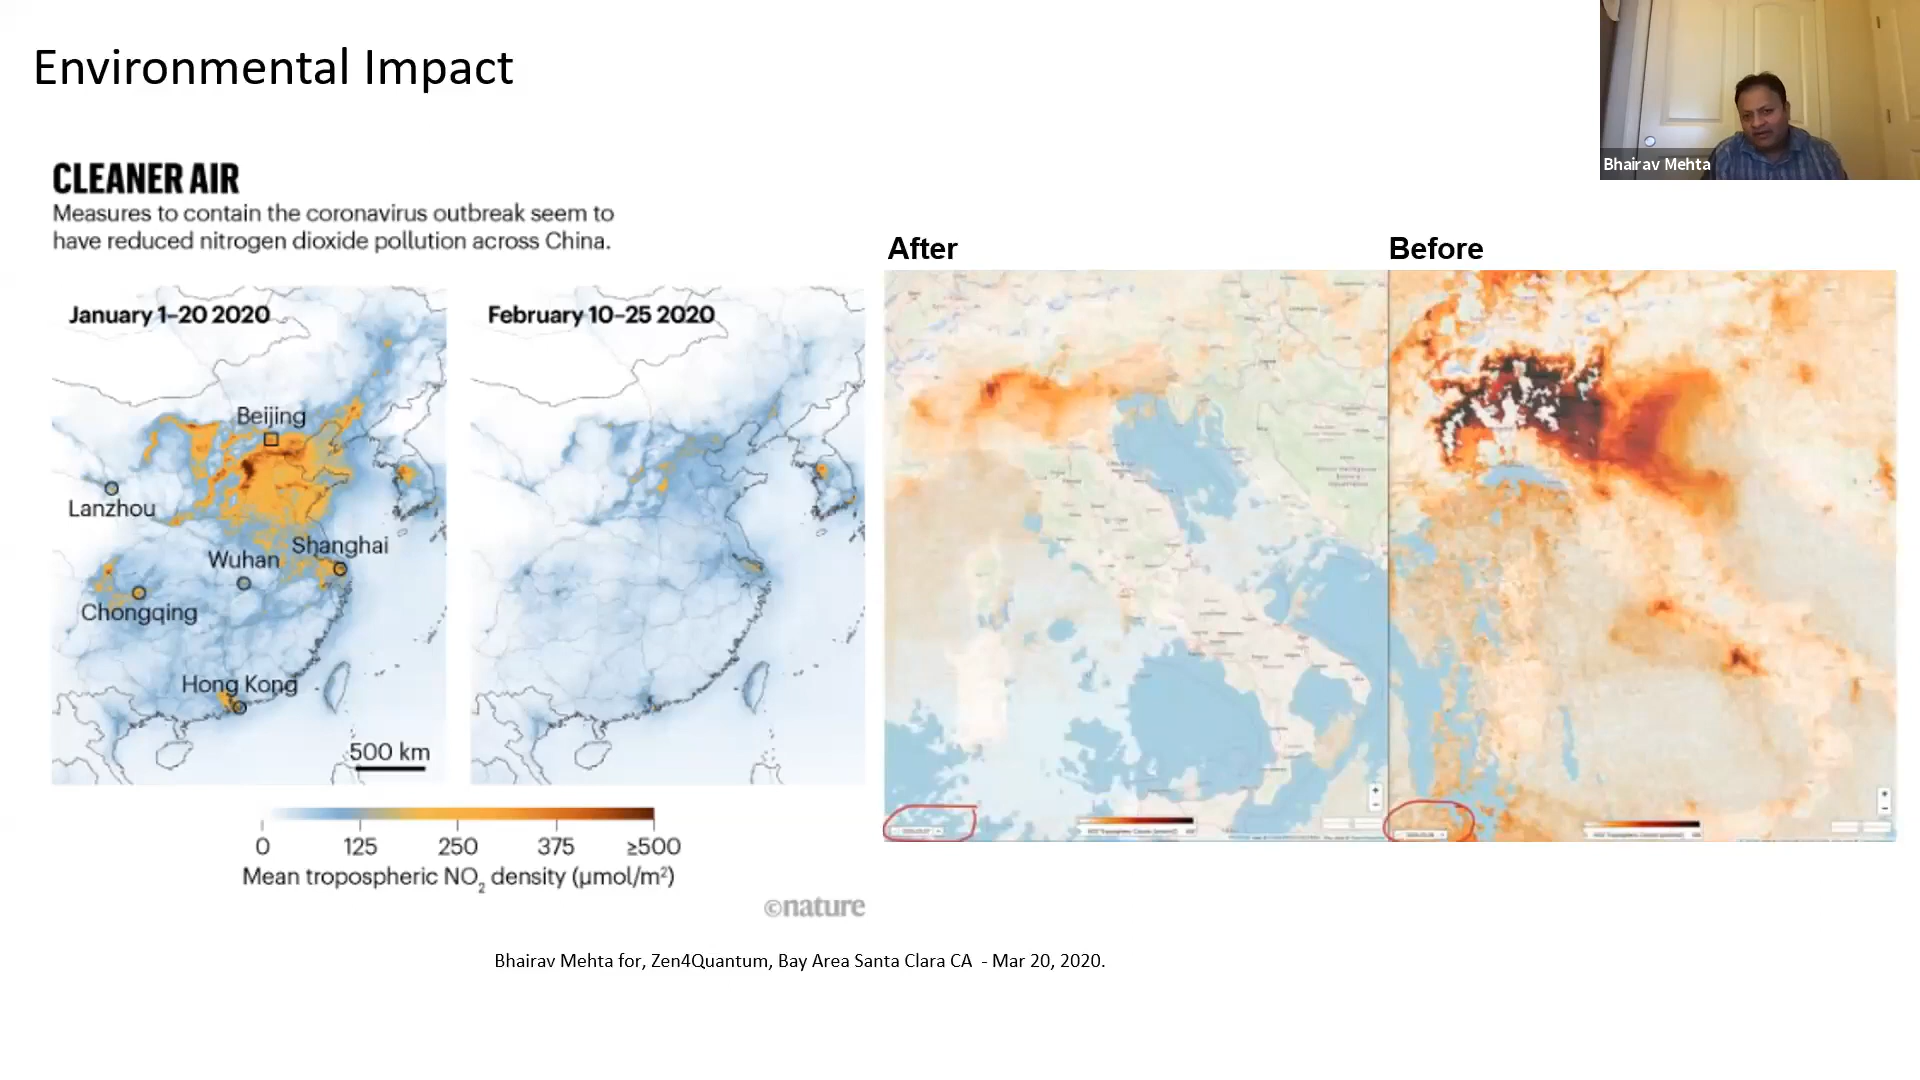 Environmental Impact
Bhairav Mehta
CLEANER AIR
Measures to contain the coronavirus outbreak seem to
have reduced nitrogen dioxide pollution across China.
After
Before
January 1–20 2020
February 10–25 2020
Beijing
Lanzhou
Shanghai
Wuhan
Chongqing
Hong Kong
500 km
0 125 250 375 ≥500
Mean tropospheric NO₂ density (µmol/m²)
©nature
Bhairav Mehta for, Zen4Quantum, Bay Area Santa Clara CA  - Mar 20, 2020.